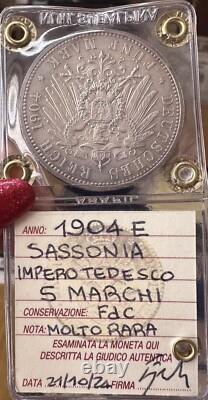 DEUTSCHES REICH 1904
FÜNF MARK
ANNO: 1904 E
SASSONIA
IMPERO TEDESCO
5 MARCHI
CONSERVAZIONE: FdC
NOTA: MOLTO RARA
ESAMINATA LA MONETA QUI
DESCRITTA LA GIUDICO AUTENTICA
DATA 21/10/24 FIRMA